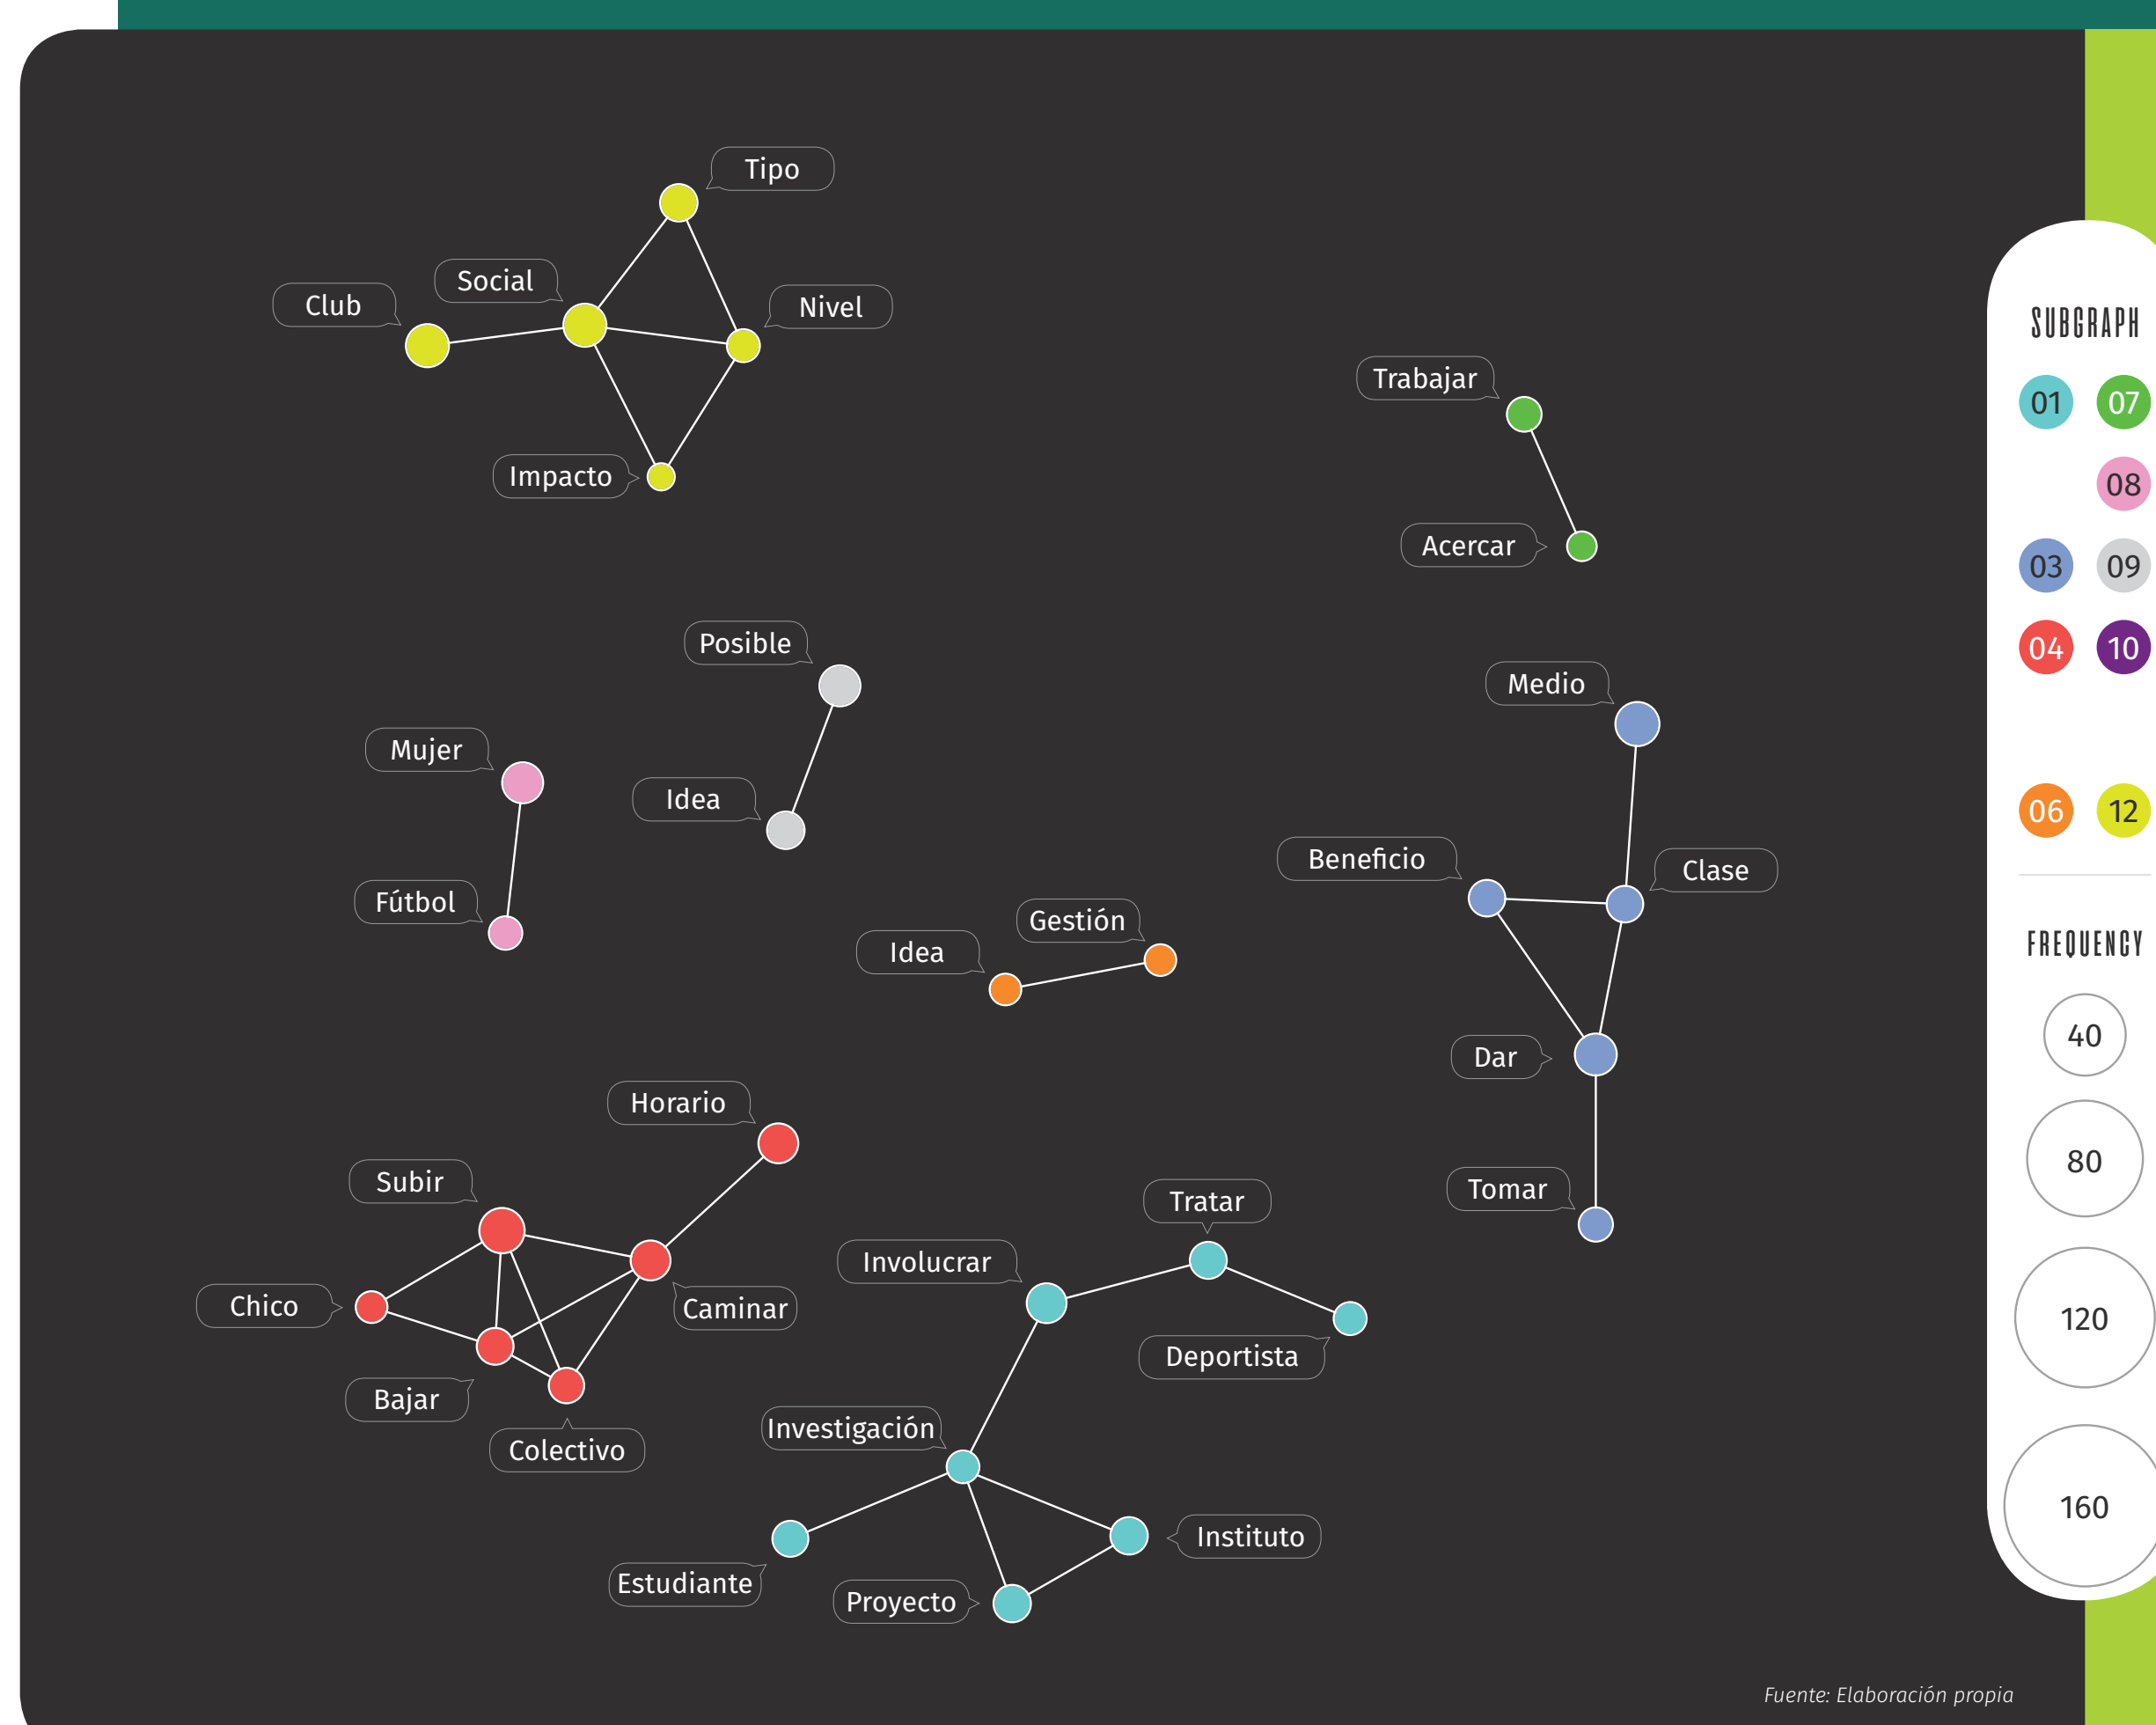 Tipo
Social
Club
Nivel
Impacto
Trabajar
Acercar
Posible
Idea
Mujer
Fútbol
Medio
Beneficio
Clase
Gestión
Idea
Dar
Tomar
Horario
Subir
Chico
Caminar
Bajar
Colectivo
Tratar
Involucrar
Deportista
Investigación
Estudiante
Instituto
Proyecto
SUBGRAPH
01 07
08
03 09
04 10
06 12
FREQUENCY
40
80
120
160
Fuente: Elaboración propia